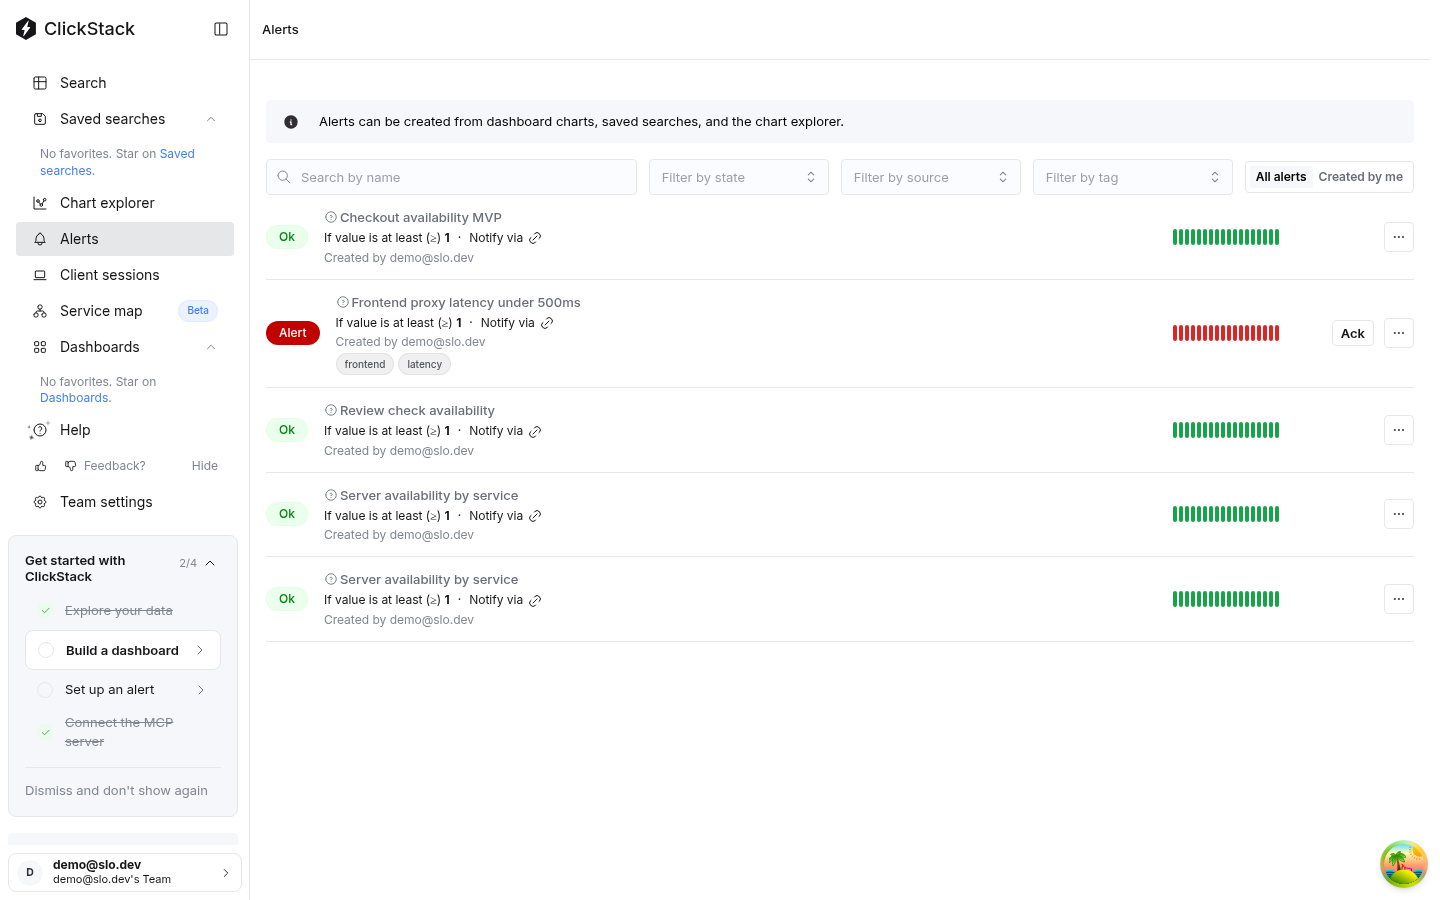 ClickStack
Search
Saved searches
No favorites. Star on Saved
searches.
Chart explorer
Alerts
Client sessions
Service map Beta
Dashboards
No favorites. Star on
Dashboards.
Help
Feedback? Hide
Team settings
Get started with
ClickStack
2/4
Explore your data
Build a dashboard
Set up an alert
Connect the MCP
server
Dismiss and don't show again
D
demo@slo.dev
demo@slo.dev's Team
Alerts
Alerts can be created from dashboard charts, saved searches, and the chart explorer.
Search by name Filter by state Filter by source Filter by tag All alerts Created by me
Ok
Checkout availability MVP
If value is at least (≥) 1 · Notify via
Created by demo@slo.dev
Alert
Frontend proxy latency under 500ms
If value is at least (≥) 1 · Notify via
Created by demo@slo.dev
frontend latency
Ack
Ok
Review check availability
If value is at least (≥) 1 · Notify via
Created by demo@slo.dev
Ok
Server availability by service
If value is at least (≥) 1 · Notify via
Created by demo@slo.dev
Ok
Server availability by service
If value is at least (≥) 1 · Notify via
Created by demo@slo.dev